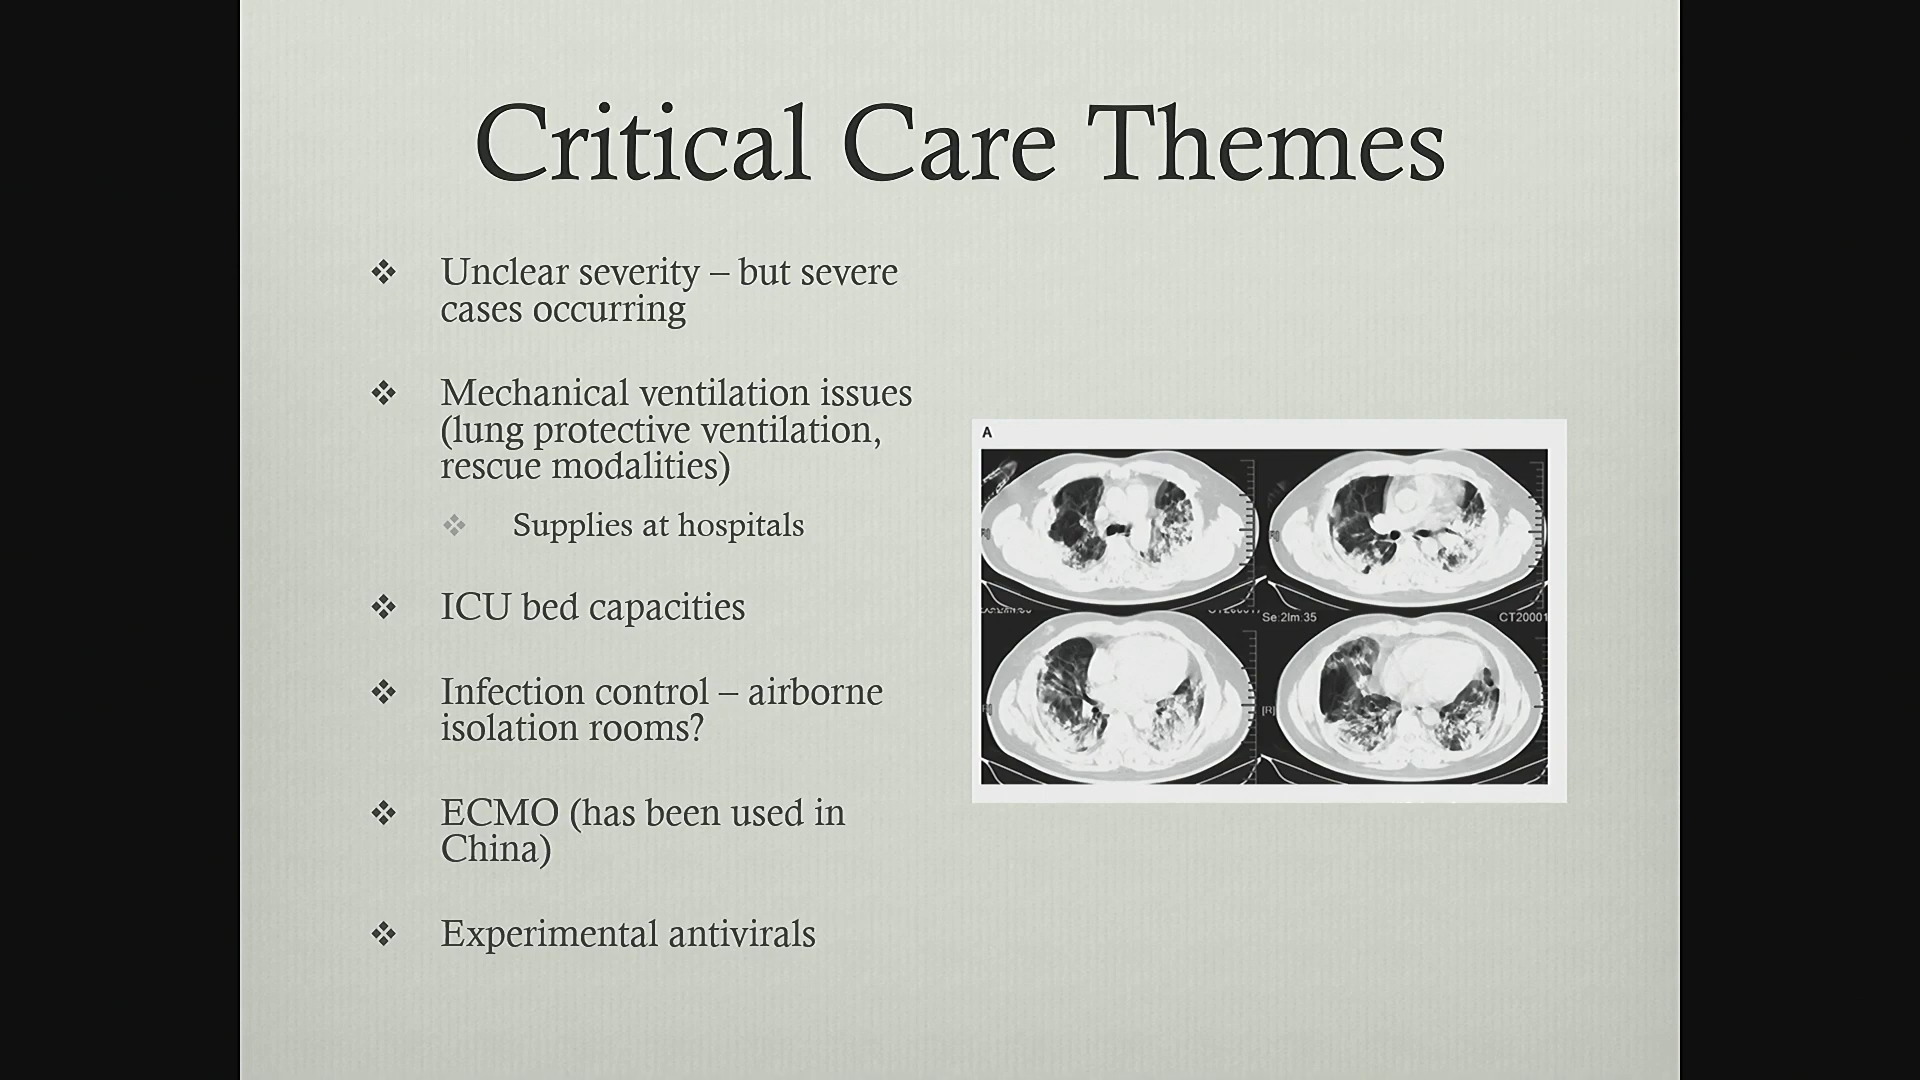 Critical Care Themes
Unclear severity – but severe
cases occurring
Mechanical ventilation issues
(lung protective ventilation,
rescue modalities)
Supplies at hospitals
ICU bed capacities
Infection control – airborne
isolation rooms?
ECMO (has been used in
China)
Experimental antivirals
A
Se:2Im:35
CT20001
[R]